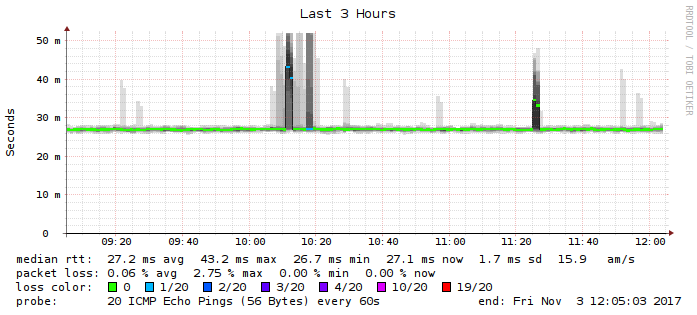 Last 3 Hours
RRDTOOL / TOBI OETIKER
Seconds
50 m
40 m
30 m
20 m
10 m
0
09:20 09:40 10:00 10:20 10:40 11:00 11:20 11:40 12:00
median rtt: 27.2 ms avg 43.2 ms max 26.7 ms min 27.1 ms now 1.7 ms sd 15.9 am/s
packet loss: 0.06 % avg 2.75 % max 0.00 % min 0.00 % now
loss color: 0 1/20 2/20 3/20 4/20 10/20 19/20
probe: 20 ICMP Echo Pings (56 Bytes) every 60s end: Fri Nov 3 12:05:03 2017